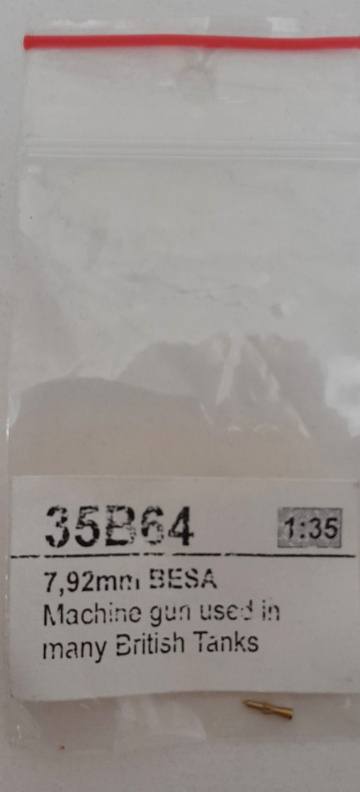 35B64 1:35
7,92mm BESA
Machine gun used in
many British Tanks